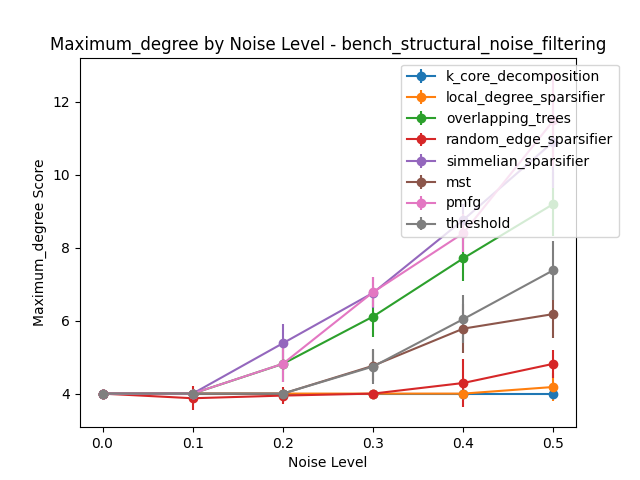 Maximum_degree by Noise Level - bench_structural_noise_filtering
Maximum_degree Score
12
10
8
6
4
k_core_decomposition
local_degree_sparsifier
overlapping_trees
random_edge_sparsifier
simmelian_sparsifier
mst
pmfg
threshold
0.0 0.1 0.2 0.3 0.4 0.5
Noise Level